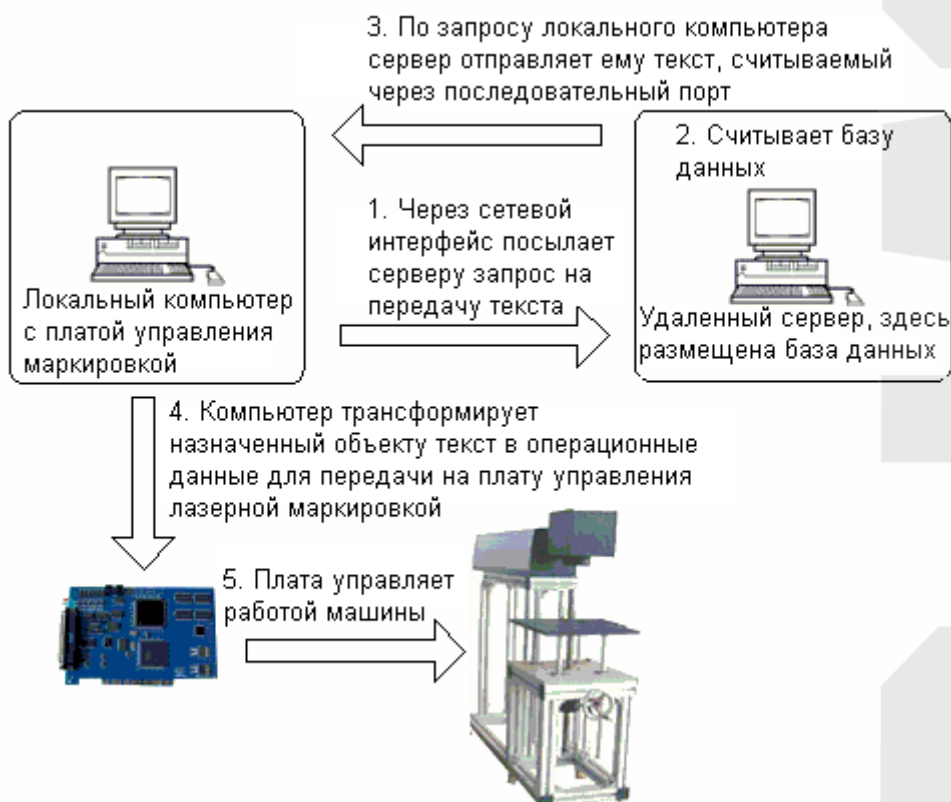 3. По запросу локального компьютера
сервер отправляет ему текст, считываемый
через последовательный порт
2. Считывает базу
данных
1. Через сетевой
интерфейс посылает
серверу запрос на
передачу текста
Локальный компьютер
с платой управления
маркировкой
Удаленный сервер, здесь
размещена база данных
4. Компьютер трансформирует
назначенный объекту текст в операционные
данные для передачи на плату управления
лазерной маркировкой
5. Плата управляет
работой машины